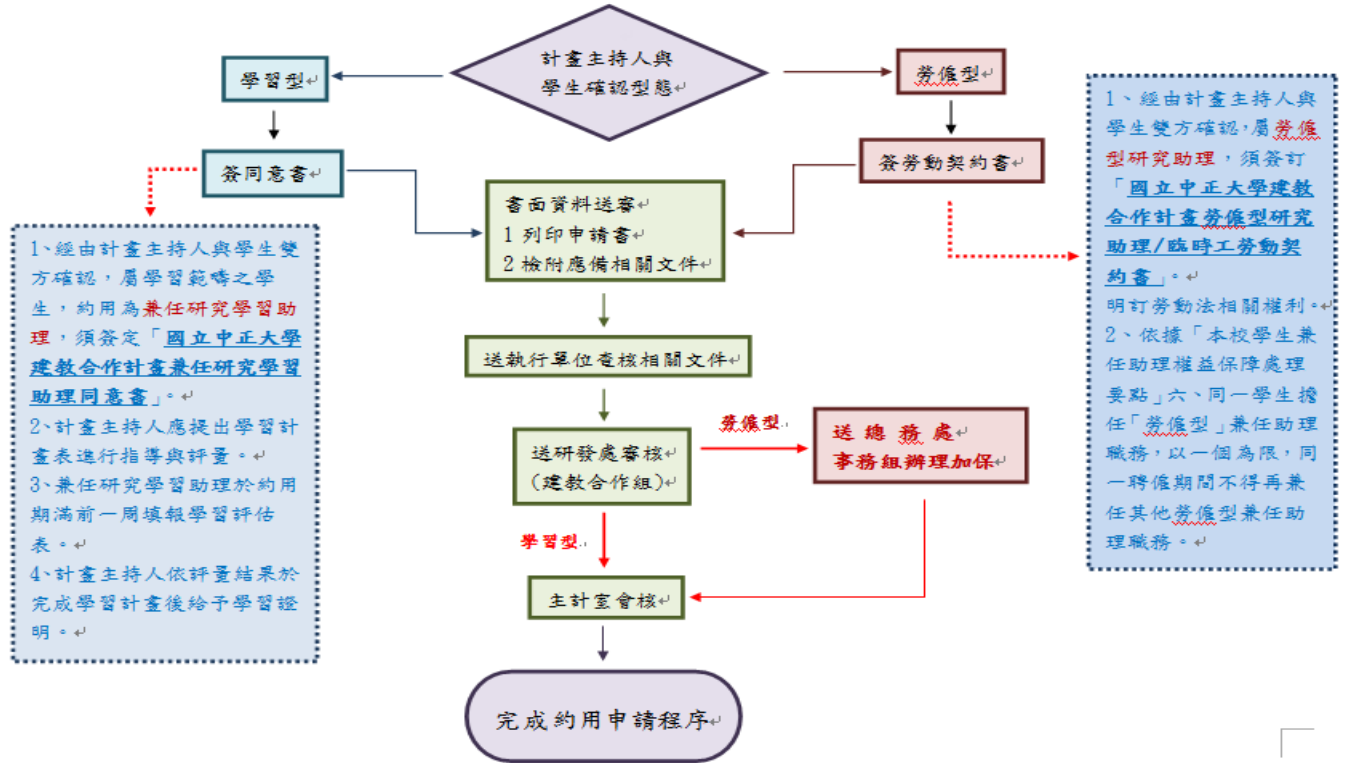 計畫主持人與
學生確認型態
學習型
勞僱型
簽同意書
簽勞動契約書
書面資料送審
1 列印申請書
2 檢附應備相關文件
1、經由計畫主持人與學生雙
方確認，屬學習範疇之學
生，約用為兼任研究學習助
理，須簽定「國立中正大學
建教合作計畫兼任研究學習
助理同意書」。
2、計畫主持人應提出學習計
畫表進行指導與評量。
3、兼任研究學習助理於約用
期滿前一周填報學習評估
表。
4、計畫主持人依評量結果於
完成學習計畫後給予學習證
明。
1、經由計畫主持人與
學生雙方確認，屬勞僱
型研究助理，須簽訂
「國立中正大學建教
合作計畫勞僱型研究
助理/臨時工勞動契
約書」。
明訂勞動法相關權利。
2、依據「本校學生兼
任助理權益保障處理
要點」六、同一學生擔
任「勞僱型」兼任助理
職務，以一個為限，同
一聘僱期間不得再兼
任其他勞僱型兼任助
理職務。
送執行單位審核相關文件
送研發處審核
(建教合作組)
勞僱型
送總務處
事務組辦理加保
學習型
主計室會核
完成約用申請程序